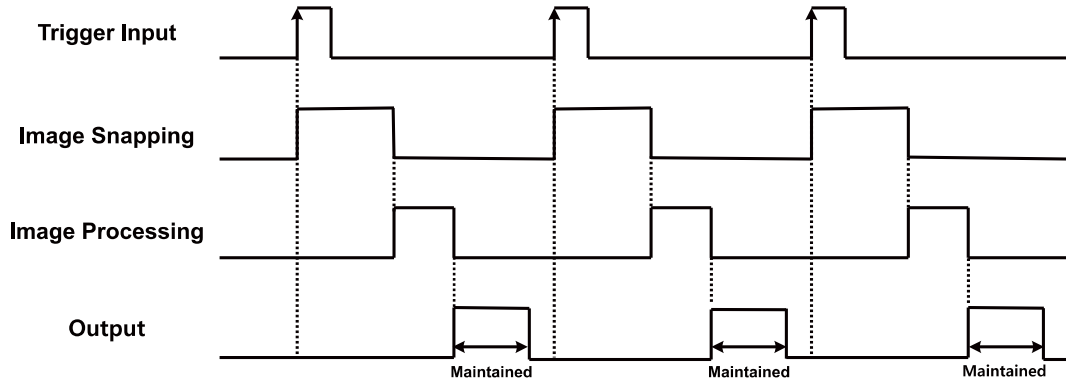 Trigger Input
Image Snapping
Image Processing
Output
Maintained
Maintained
Maintained